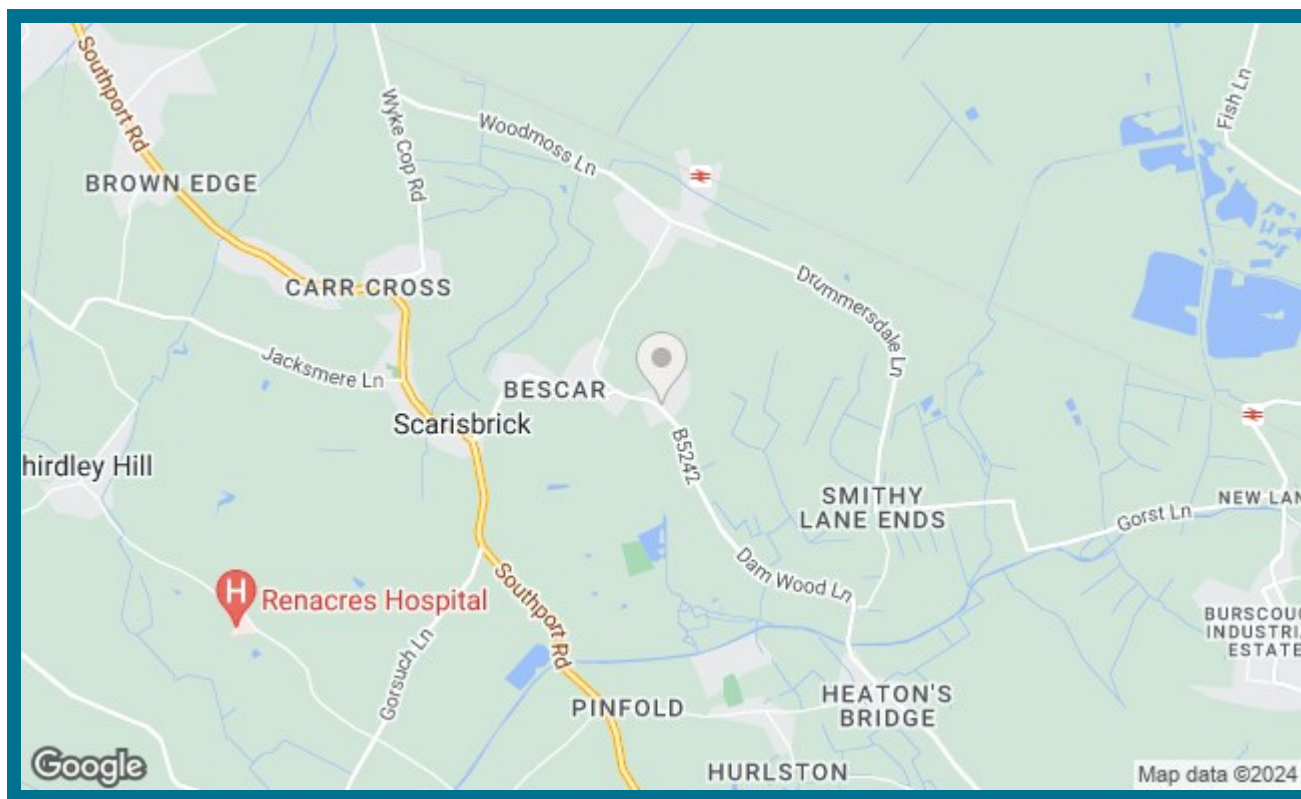 Southport Rd
Fish Ln
Wyke Cop Rd
Woodmoss Ln
BROWN EDGE
CARR CROSS
Drummersdale Ln
Jacksmere Ln
BESCAR
Scarisbrick
B5242
hirdley Hill
SMITHY
LANE ENDS
NEW LAN
Gorst Ln
Dam Wood Ln
H
Renacres Hospital
Southport Rd
Gorsuch Ln
BURSCOUG
INDUSTRIA
ESTATE
HEATON'S
BRIDGE
PINFOLD
HURLSTON
Google
Map data ©2024